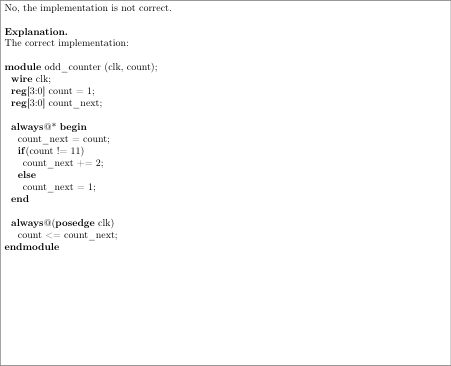 No, the implementation is not correct.
Explanation.
The correct implementation:
module odd_counter (clk, count);
wire clk;
reg[3:0] count = 1;
reg[3:0] count_next;
always@* begin
count_next = count;
if(count != 11)
count_next += 2;
else
count_next = 1;
end
always@(posedge clk)
count <= count_next;
endmodule